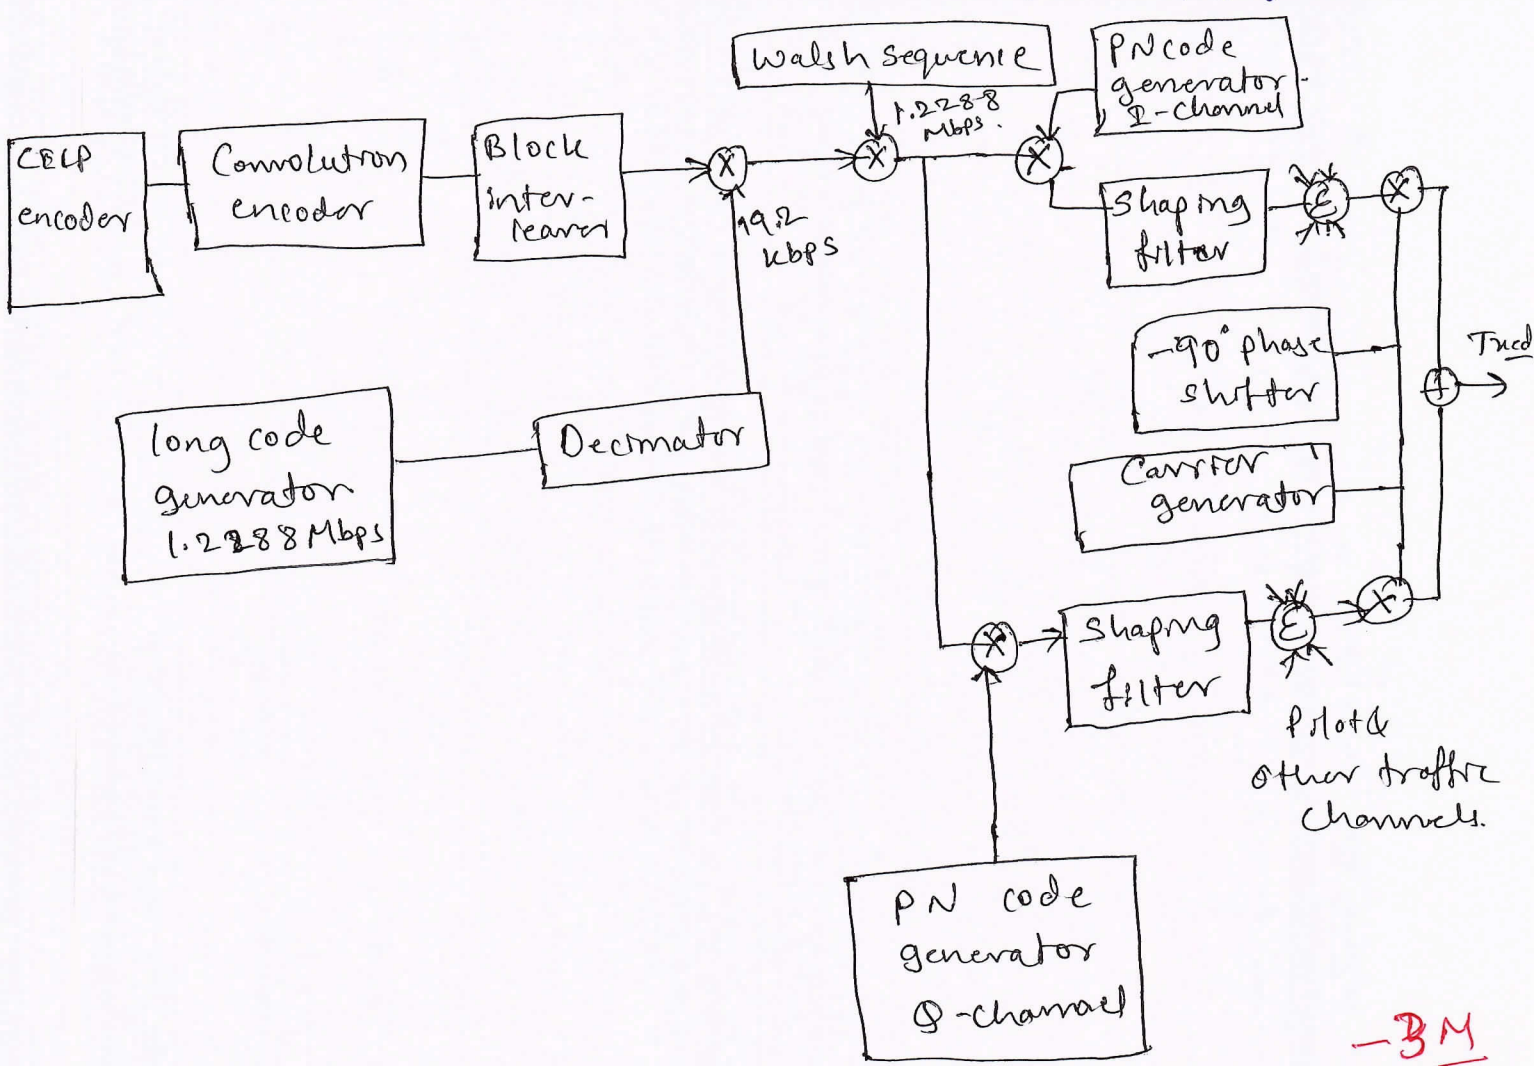 Walsh sequence
PN code
generator
I-channel
1.2288
Mbps.
CELP
encoder
Convolution
encoder
Block
inter-
leaver
X
X
X
Shaping
filter
Σ
X
19.2
kbps
-90° phase
shifter
+
Txed
long code
generator
1.2288 Mbps
Decimator
Carrier
generator
X
Shaping
filter
Σ
X
Pilot &
other traffic
channels.
PN code
generator
Q-channel
-3M